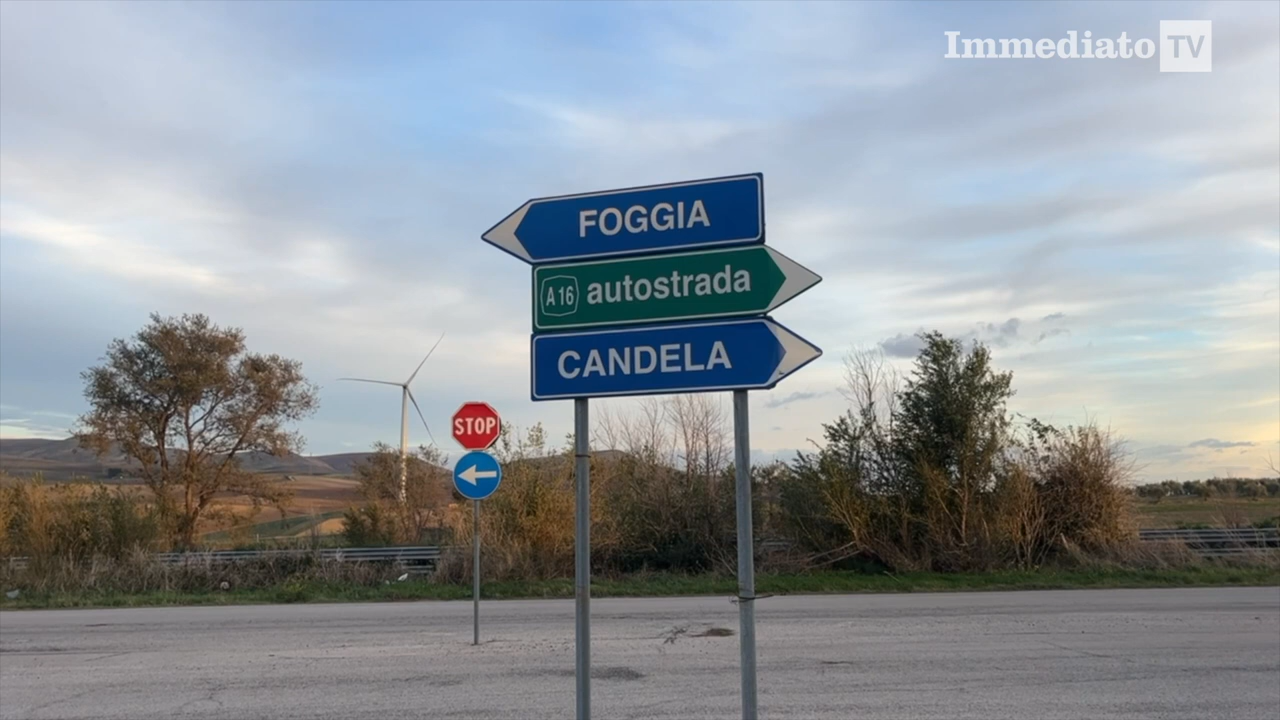 Immediato TV
FOGGIA
A16 autostrada
CANDELA
STOP